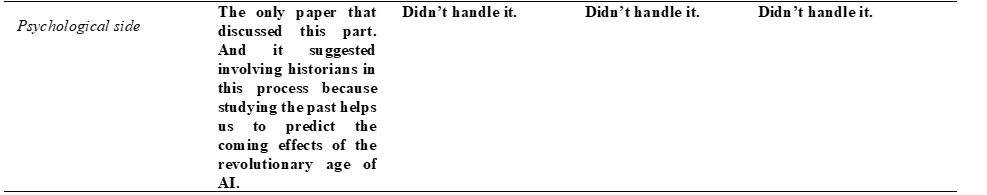 Psychological side
The only paper that
discussed this part.
And it suggested
involving historians in
this process because
studying the past helps
us to predict the
coming effects of the
revolutionary age of
AI.
Didn't handle it.
Didn't handle it.
Didn't handle it.